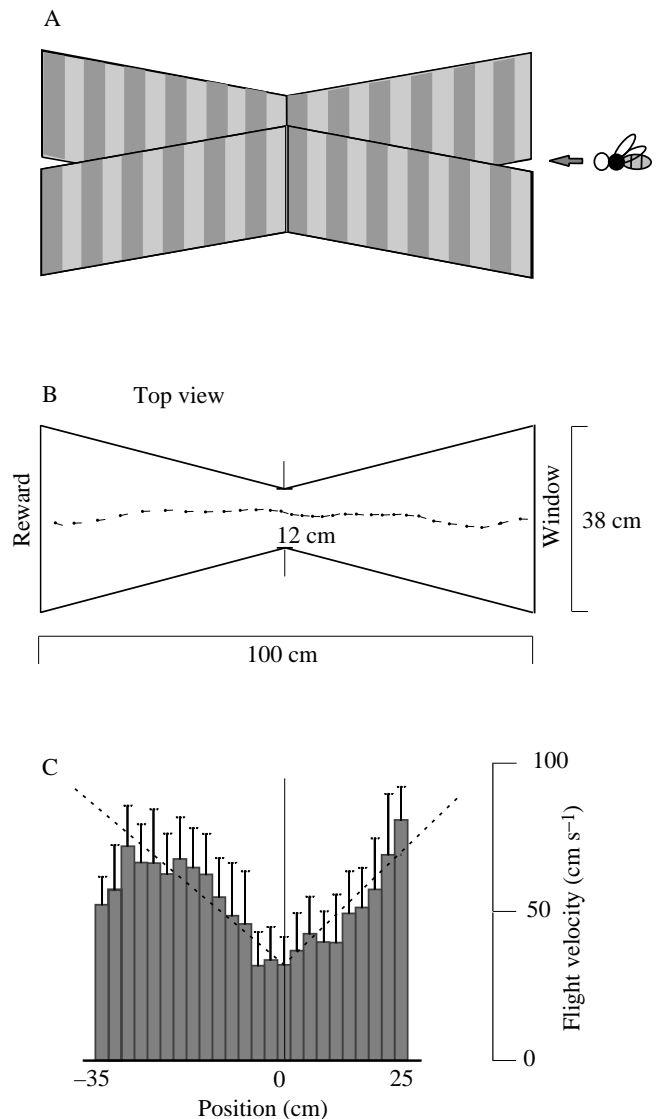 A
B Top view
Reward
12 cm
Window
38 cm
100 cm
C
100
50
0
Flight velocity (cm s–1)
–35 0 25
Position (cm)